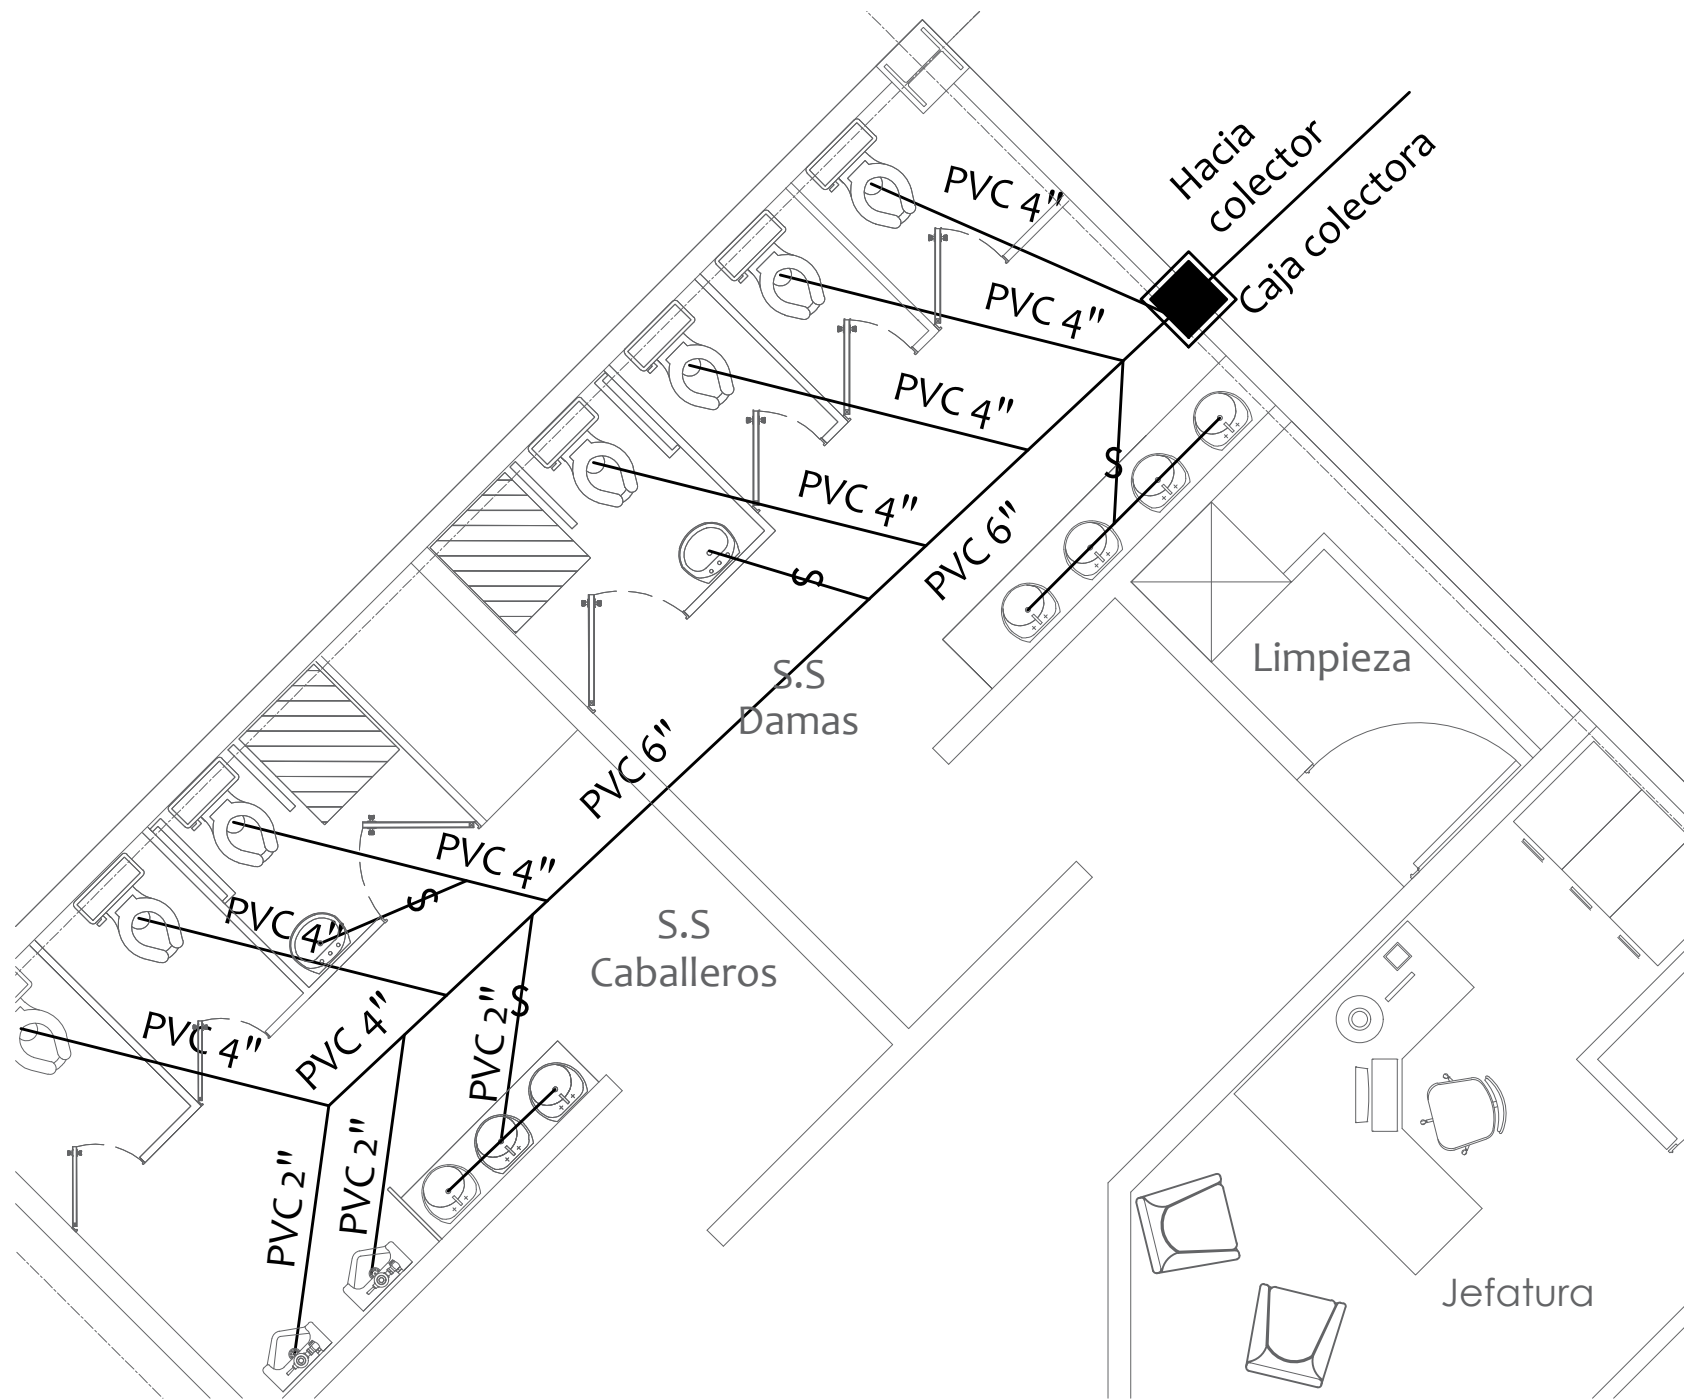 Hacia
colector
Caja colectora
PVC 4"
PVC 4"
PVC 4"
PVC 4"
S
PVC 6"
S
S.S
Damas
Limpieza
PVC 6"
PVC 4"
S
PVC 4"
S.S
Caballeros
PVC 4"
PVC 4"
PVC 2"
S
PVC 2"
PVC 2"
Jefatura